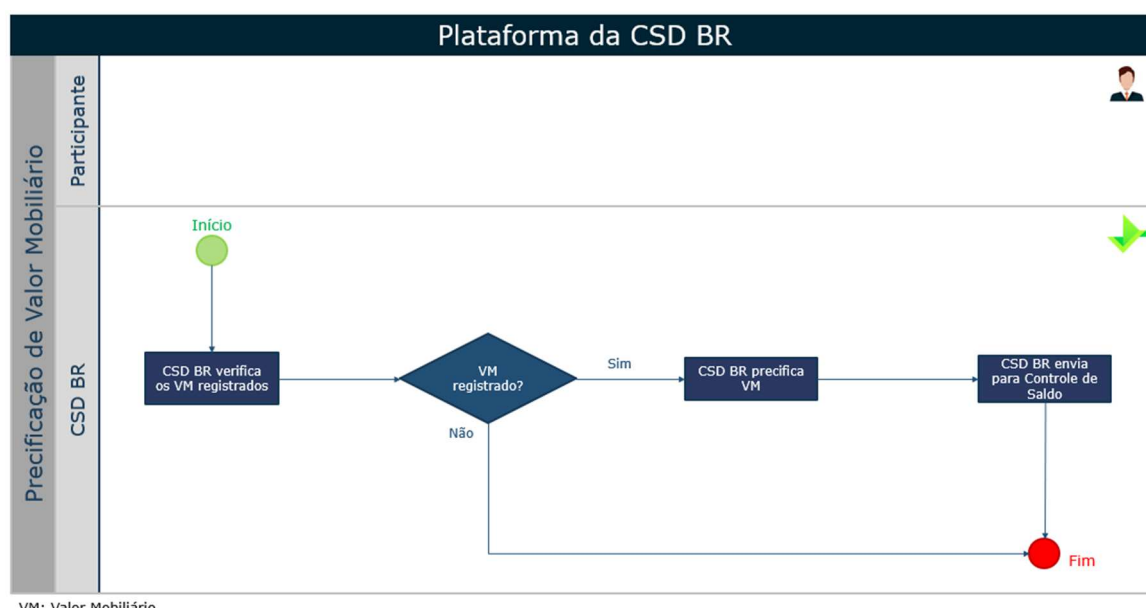 Plataforma da CSD BR
Precificação de Valor Mobiliário
Participante
CSD BR
Início
CSD BR verifica
os VM registrados
VM
registrado?
Sim
Não
CSD BR precifica
VM
CSD BR envia
para Controle de
Saldo
Fim
VM: Valor Mobiliário